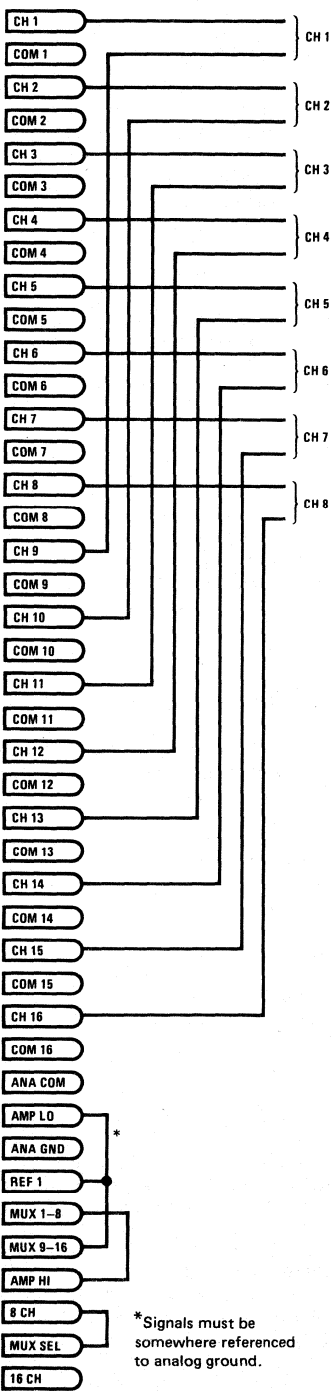 CH 1
CH 1
COM 1
CH 2
CH 2
COM 2
CH 3
CH 3
COM 3
CH 4
CH 4
COM 4
CH 5
CH 5
COM 5
CH 6
CH 6
COM 6
CH 7
CH 7
COM 7
CH 8
CH 8
COM 8
CH 9
COM 9
CH 10
COM 10
CH 11
COM 11
CH 12
COM 12
CH 13
COM 13
CH 14
COM 14
CH 15
COM 15
CH 16
COM 16
ANA COM
AMP LO
*
ANA GND
REF 1
MUX 1–8
MUX 9–16
AMP HI
8 CH
MUX SEL
16 CH
*Signals must be
somewhere referenced
to analog ground.